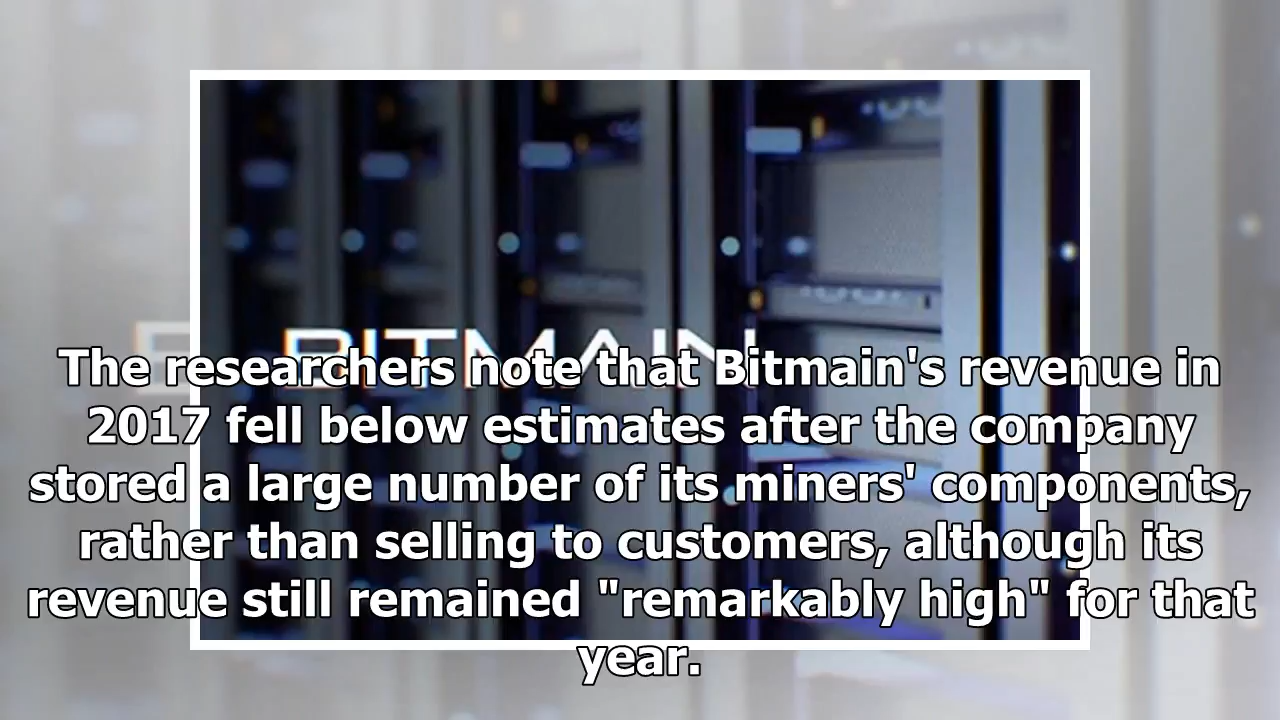 BITMAIN
The researchers note that Bitmain's revenue in
2017 fell below estimates after the company
stored a large number of its miners' components,
rather than selling to customers, although its
revenue still remained "remarkably high" for that
year.